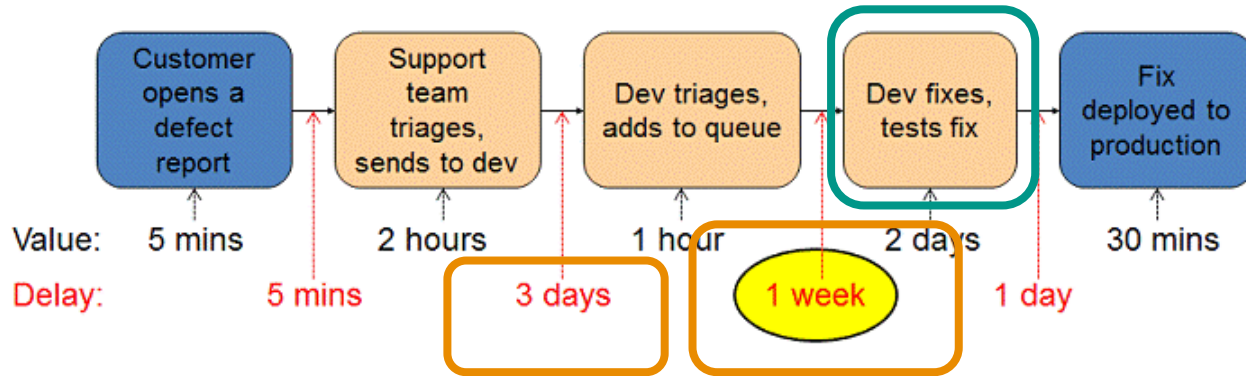 Customer
opens a
defect
report
Support
team
triages,
sends to dev
Dev triages,
adds to queue
Dev fixes,
tests fix
Fix
deployed to
production
Value: 5 mins 2 hours 1 hour 2 days 30 mins
Delay: 5 mins 3 days 1 week 1 day